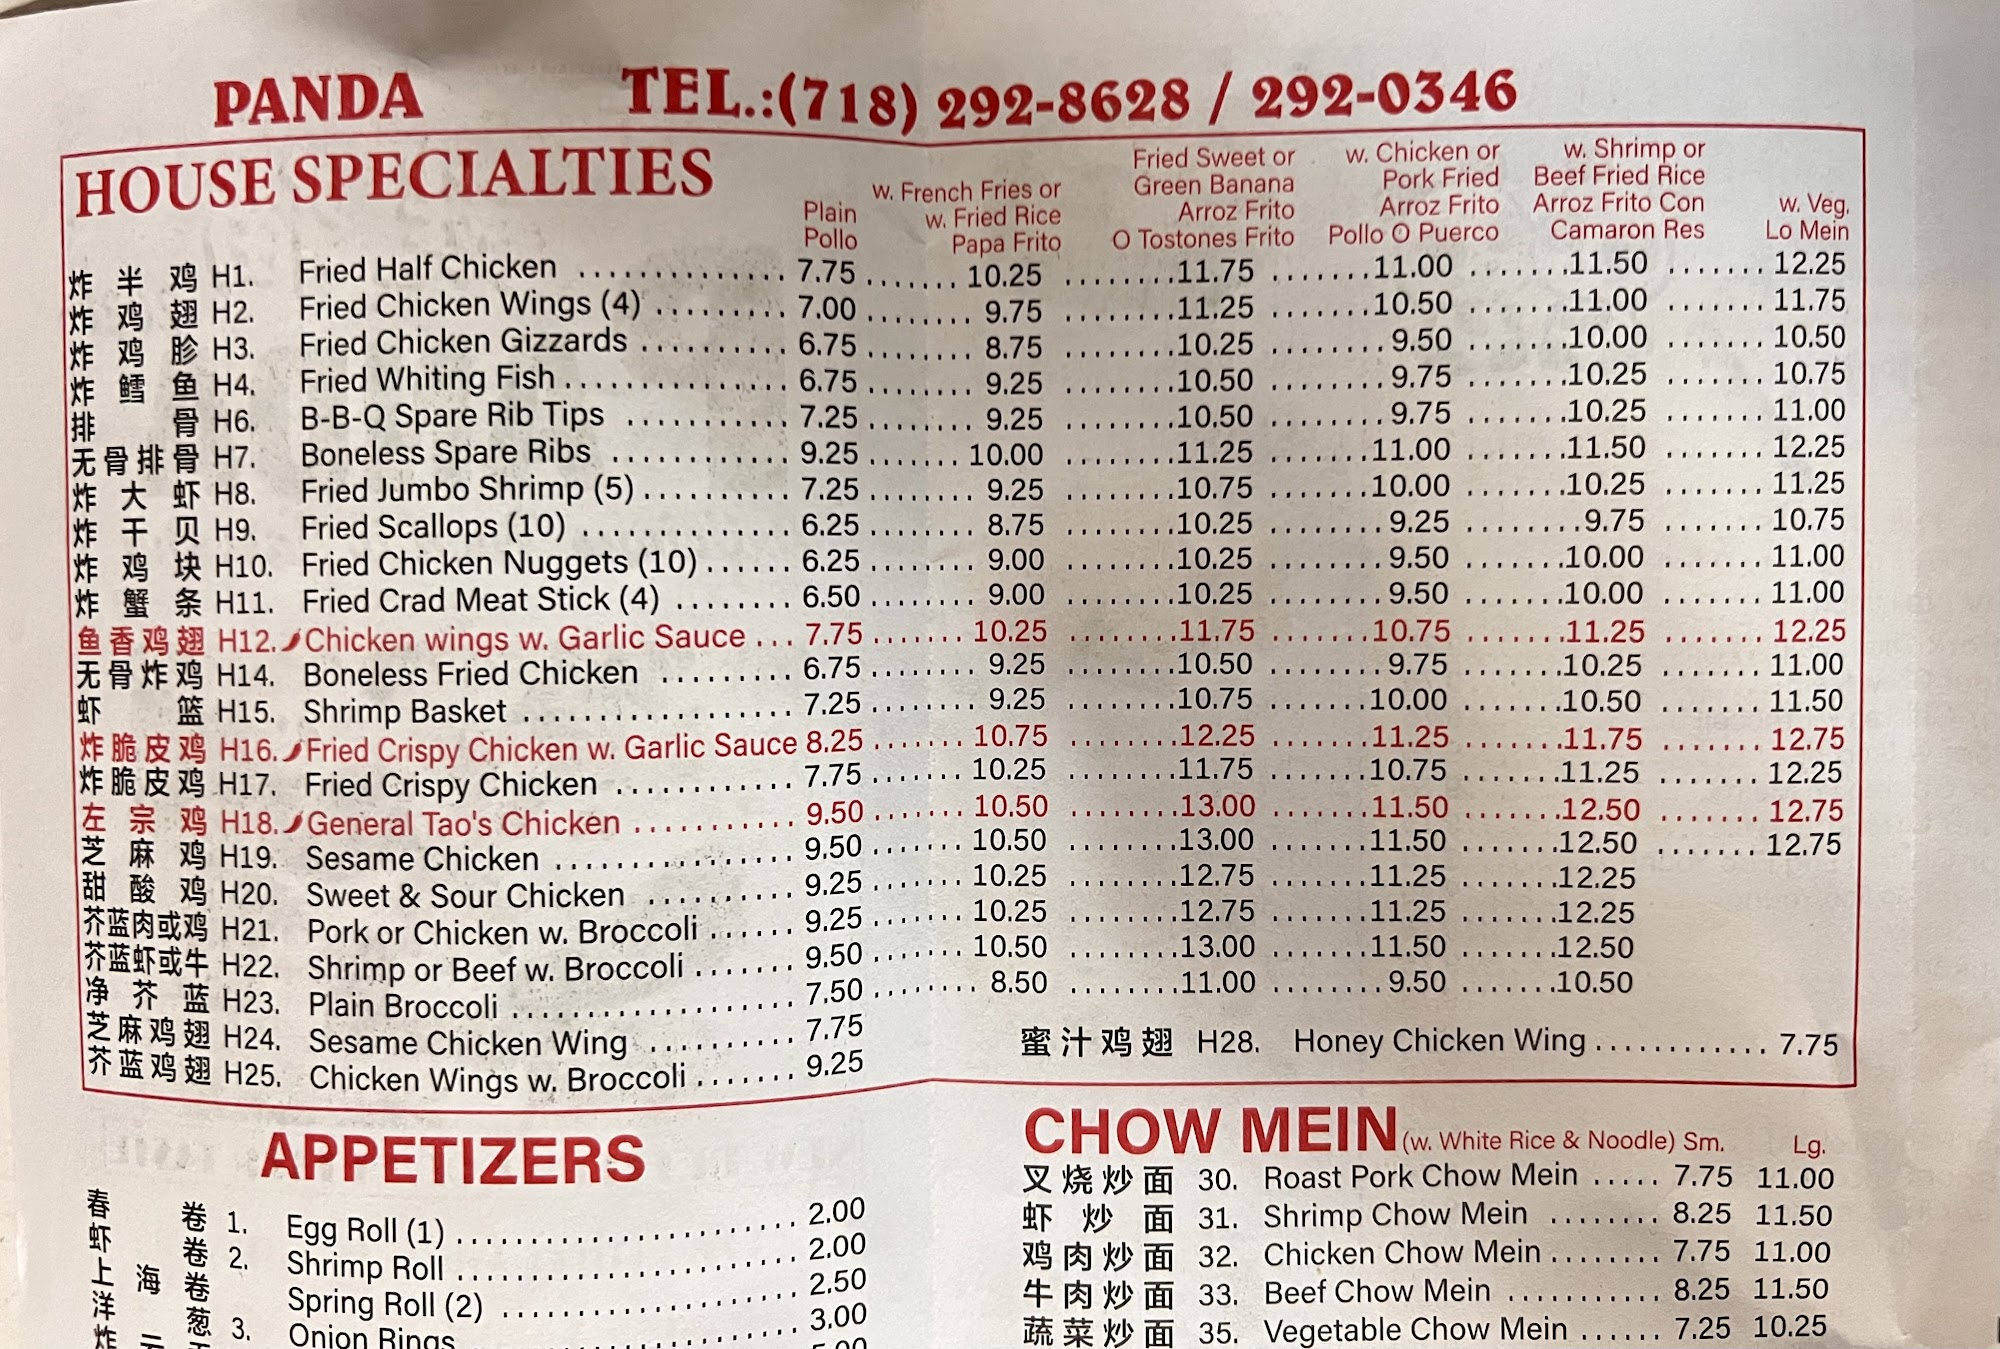 PANDA TEL.:(718) 292-8628 / 292-0346
HOUSE SPECIALTIES
Plain
Pollo
w. French Fries or
w. Fried Rice
Papa Frito
Fried Sweet or
Green Banana
Arroz Frito
O Tostones Frito
w. Chicken or
Pork Fried
Arroz Frito
Pollo O Puerco
w. Shrimp or
Beef Fried Rice
Arroz Frito Con
Camaron Res
w. Veg.
Lo Mein
炸半鸡 H1. Fried Half Chicken 7.75 10.25 11.75 11.00 11.50 12.25
炸鸡翅 H2. Fried Chicken Wings (4) 7.00 9.75 11.25 10.50 11.00 11.75
炸鸡胗 H3. Fried Chicken Gizzards 6.75 8.75 10.25 9.50 10.00 10.50
炸鳕鱼 H4. Fried Whiting Fish 6.75 9.25 10.50 9.75 10.25 10.75
排骨 H6. B-B-Q Spare Rib Tips 7.25 9.25 10.50 9.75 10.25 11.00
无骨排骨 H7. Boneless Spare Ribs 9.25 10.00 11.25 11.00 11.50 12.25
炸大虾 H8. Fried Jumbo Shrimp (5) 7.25 9.25 10.75 10.00 10.25 11.25
炸干贝 H9. Fried Scallops (10) 6.25 8.75 10.25 9.25 9.75 10.75
炸鸡块 H10. Fried Chicken Nuggets (10) 6.25 9.00 10.25 9.50 10.00 11.00
炸蟹条 H11. Fried Crad Meat Stick (4) 6.50 9.00 10.25 9.50 10.00 11.00
鱼香鸡翅 H12. Chicken wings w. Garlic Sauce 7.75 10.25 11.75 10.75 11.25 12.25
无骨炸鸡 H14. Boneless Fried Chicken 6.75 9.25 10.50 9.75 10.25 11.00
虾篮 H15. Shrimp Basket 7.25 9.25 10.75 10.00 10.50 11.50
炸脆皮鸡 H16. Fried Crispy Chicken w. Garlic Sauce 8.25 10.75 12.25 11.25 11.75 12.75
炸脆皮鸡 H17. Fried Crispy Chicken 7.75 10.25 11.75 10.75 11.25 12.25
左宗鸡 H18. General Tao's Chicken 9.50 10.50 13.00 11.50 12.50 12.75
芝麻鸡 H19. Sesame Chicken 9.50 10.50 13.00 11.50 12.50 12.75
甜酸鸡 H20. Sweet & Sour Chicken 9.25 10.25 12.75 11.25 12.25
芥蓝肉或鸡 H21. Pork or Chicken w. Broccoli 9.25 10.25 12.75 11.25 12.25
芥蓝虾或牛 H22. Shrimp or Beef w. Broccoli 9.50 10.50 13.00 11.50 12.50
净芥蓝 H23. Plain Broccoli 7.50 8.50 11.00 9.50 10.50
芝麻鸡翅 H24. Sesame Chicken Wing 7.75
芥蓝鸡翅 H25. Chicken Wings w. Broccoli 9.25
蜜汁鸡翅 H28. Honey Chicken Wing 7.75
APPETIZERS
春卷 1. Egg Roll (1) 2.00
虾卷 2. Shrimp Roll 2.00
上海卷 Spring Roll (2) 2.50
洋葱 3. Onion Rings 3.00
炸
CHOW MEIN (w. White Rice & Noodle) Sm. Lg.
叉烧炒面 30. Roast Pork Chow Mein 7.75 11.00
虾炒面 31. Shrimp Chow Mein 8.25 11.50
鸡肉炒面 32. Chicken Chow Mein 7.75 11.00
牛肉炒面 33. Beef Chow Mein 8.25 11.50
蔬菜炒面 35. Vegetable Chow Mein 7.25 10.25